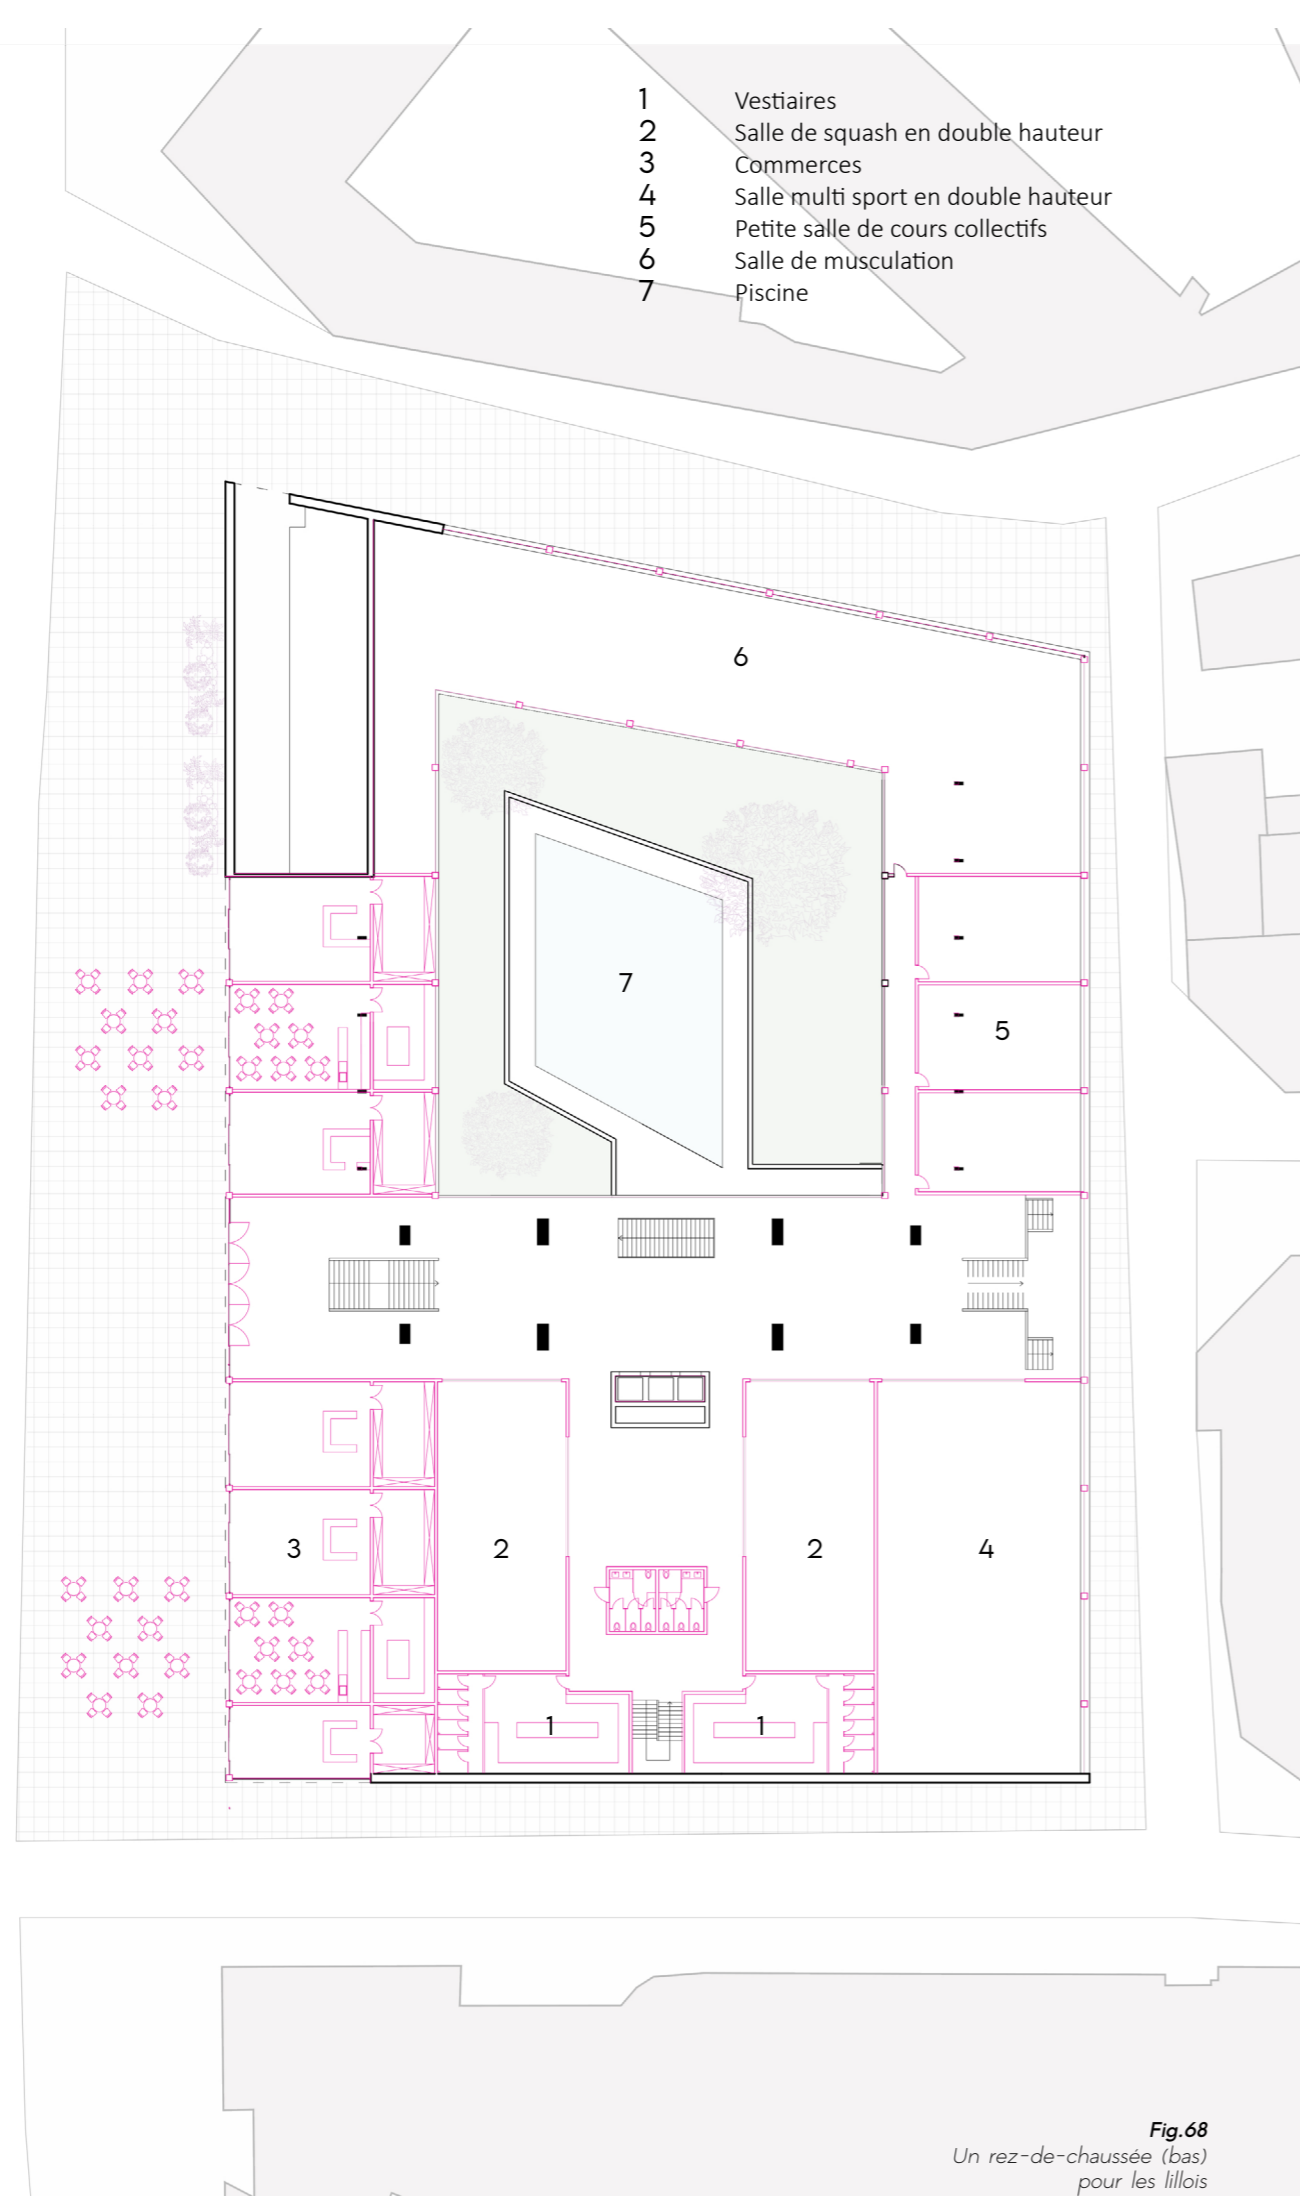 1 Vestiaires
2 Salle de squash en double hauteur
3 Commerces
4 Salle multi sport en double hauteur
5 Petite salle de cours collectifs
6 Salle de musculation
7 Piscine
6
7
5
3
2
2
4
1
1
Fig.68
Un rez-de-chaussée (bas)
pour les lillois